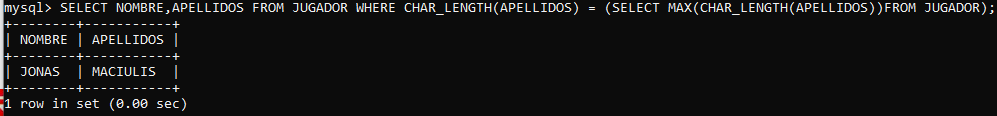 mysql> SELECT NOMBRE,APELLIDOS FROM JUGADOR WHERE CHAR_LENGTH(APELLIDOS) = (SELECT MAX(CHAR_LENGTH(APELLIDOS))FROM JUGADOR);
+--------+-----------+
| NOMBRE | APELLIDOS |
+--------+-----------+
| JONAS  | MACIULIS  |
+--------+-----------+
1 row in set (0.00 sec)